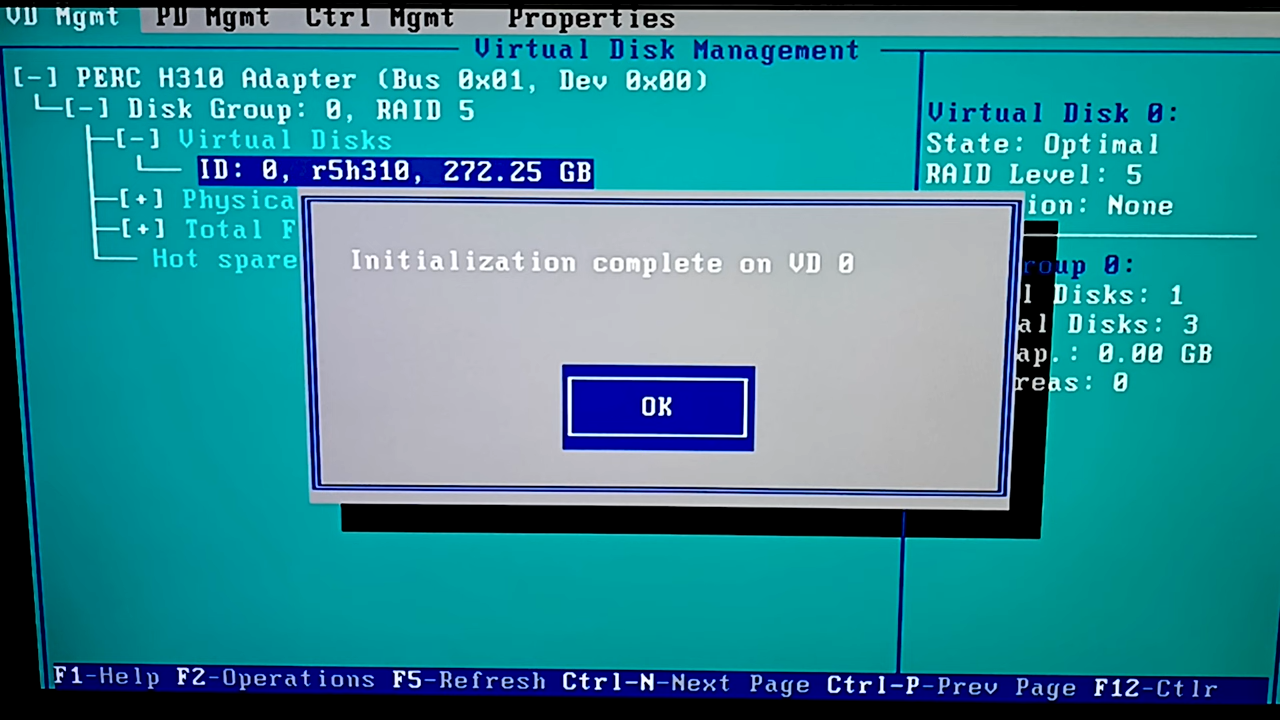 VD Mgmt PD Mgmt Ctrl Mgmt Properties
Virtual Disk Management
[-] PERC H310 Adapter (Bus 0x01, Dev 0x00)
[-] Disk Group: 0, RAID 5
[-] Virtual Disks
ID: 0, r5h310, 272.25 GB
[+] Physica
[+] Total F
Hot spare
Virtual Disk 0:
State: Optimal
RAID Level: 5
ion: None
roup 0:
l Disks: 1
al Disks: 3
ap.: 0.00 GB
reas: 0
Initialization complete on VD 0
OK
F1-Help F2-Operations F5-Refresh Ctrl-N-Next Page Ctrl-P-Prev Page F12-Ctlr